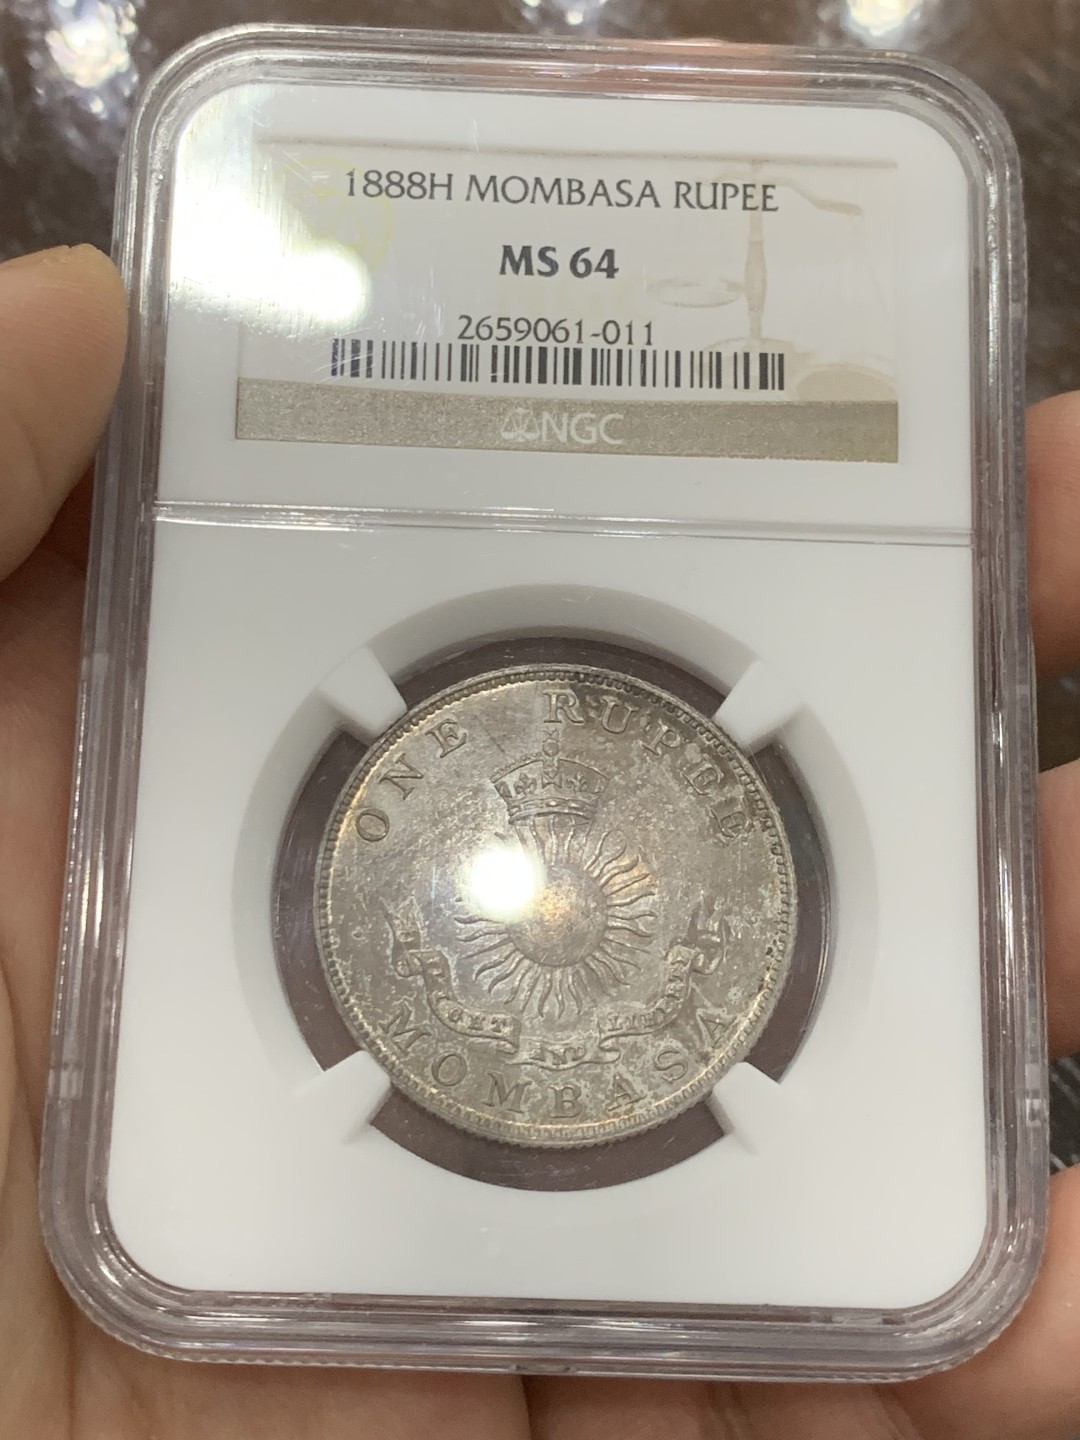 1888H MOMBASA RUPEE
MS 64
2659061-011
NGC
ONE RUPEE
LIGHT AND LIBERTY
MOMBASA